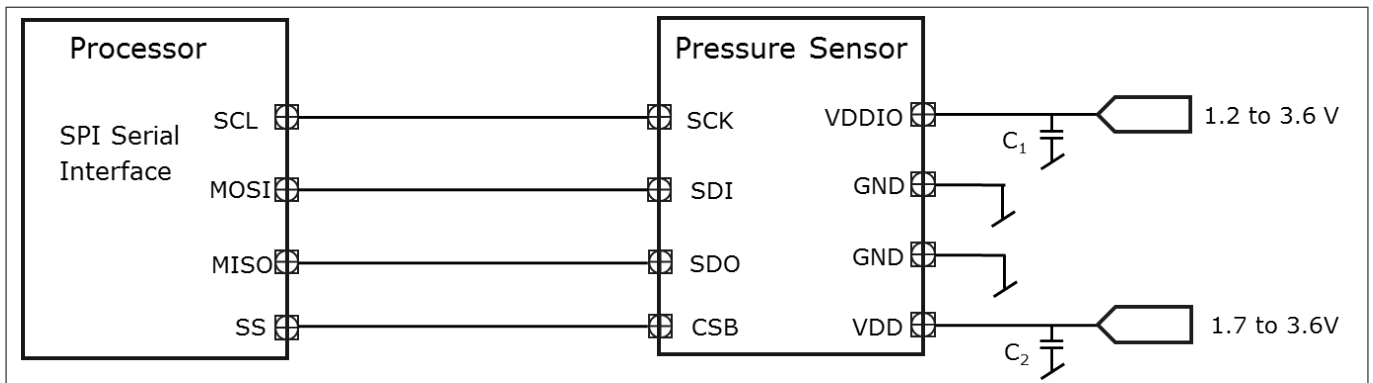 Processor
SPI Serial
Interface
SCL
MOSI
MISO
SS
Pressure Sensor
SCK
SDI
SDO
CSB
VDDIO
GND
GND
VDD
C₁
C₂
1.2 to 3.6 V
1.7 to 3.6V